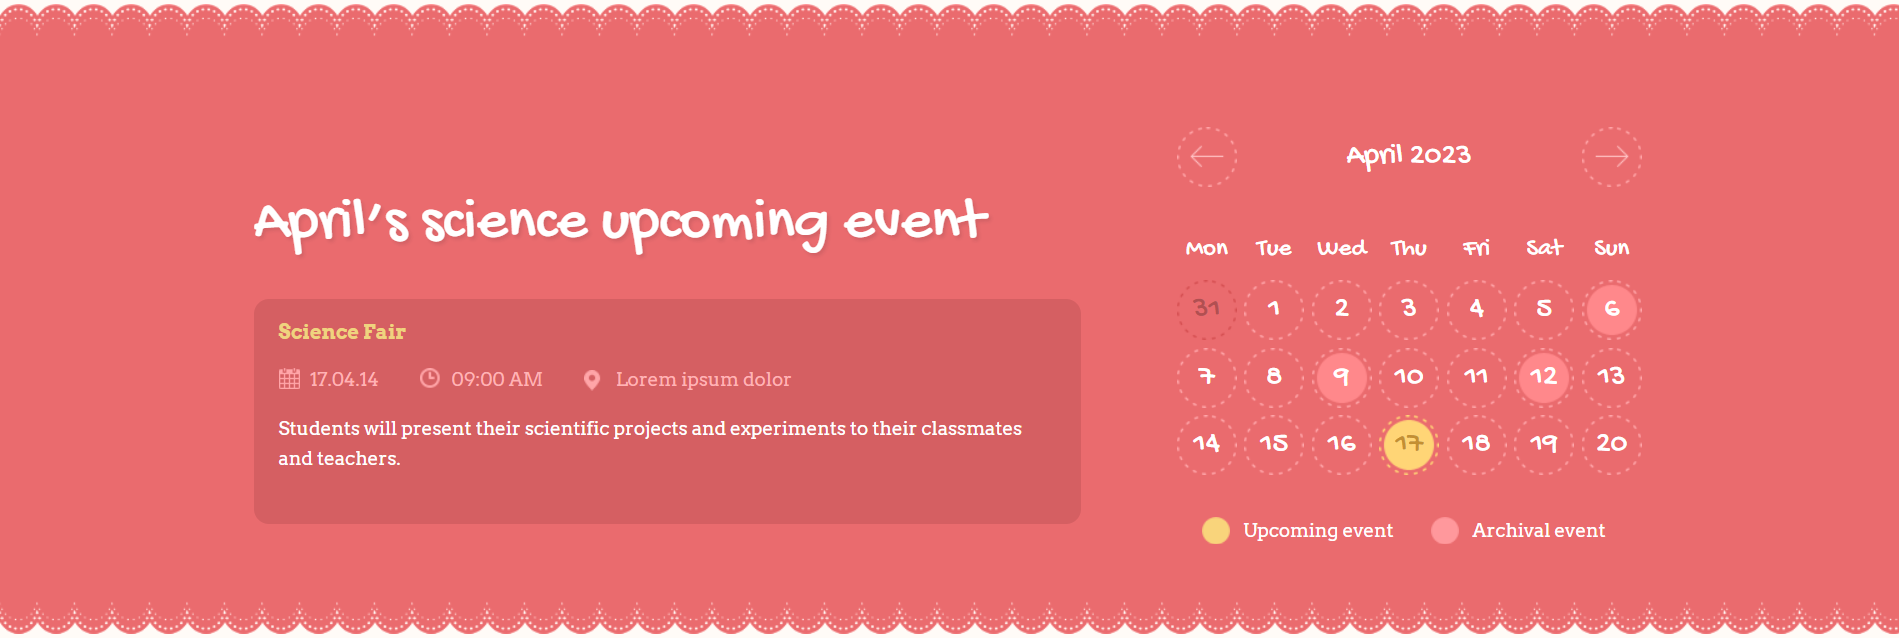 April's science upcoming event
Science Fair
17.04.14 09:00 AM Lorem ipsum dolor
Students will present their scientific projects and experiments to their classmates
and teachers.
April 2023
Mon Tue Wed Thu Fri Sat Sun
31 1 2 3 4 5 6
7 8 9 10 11 12 13
14 15 16 17 18 19 20
Upcoming event Archival event